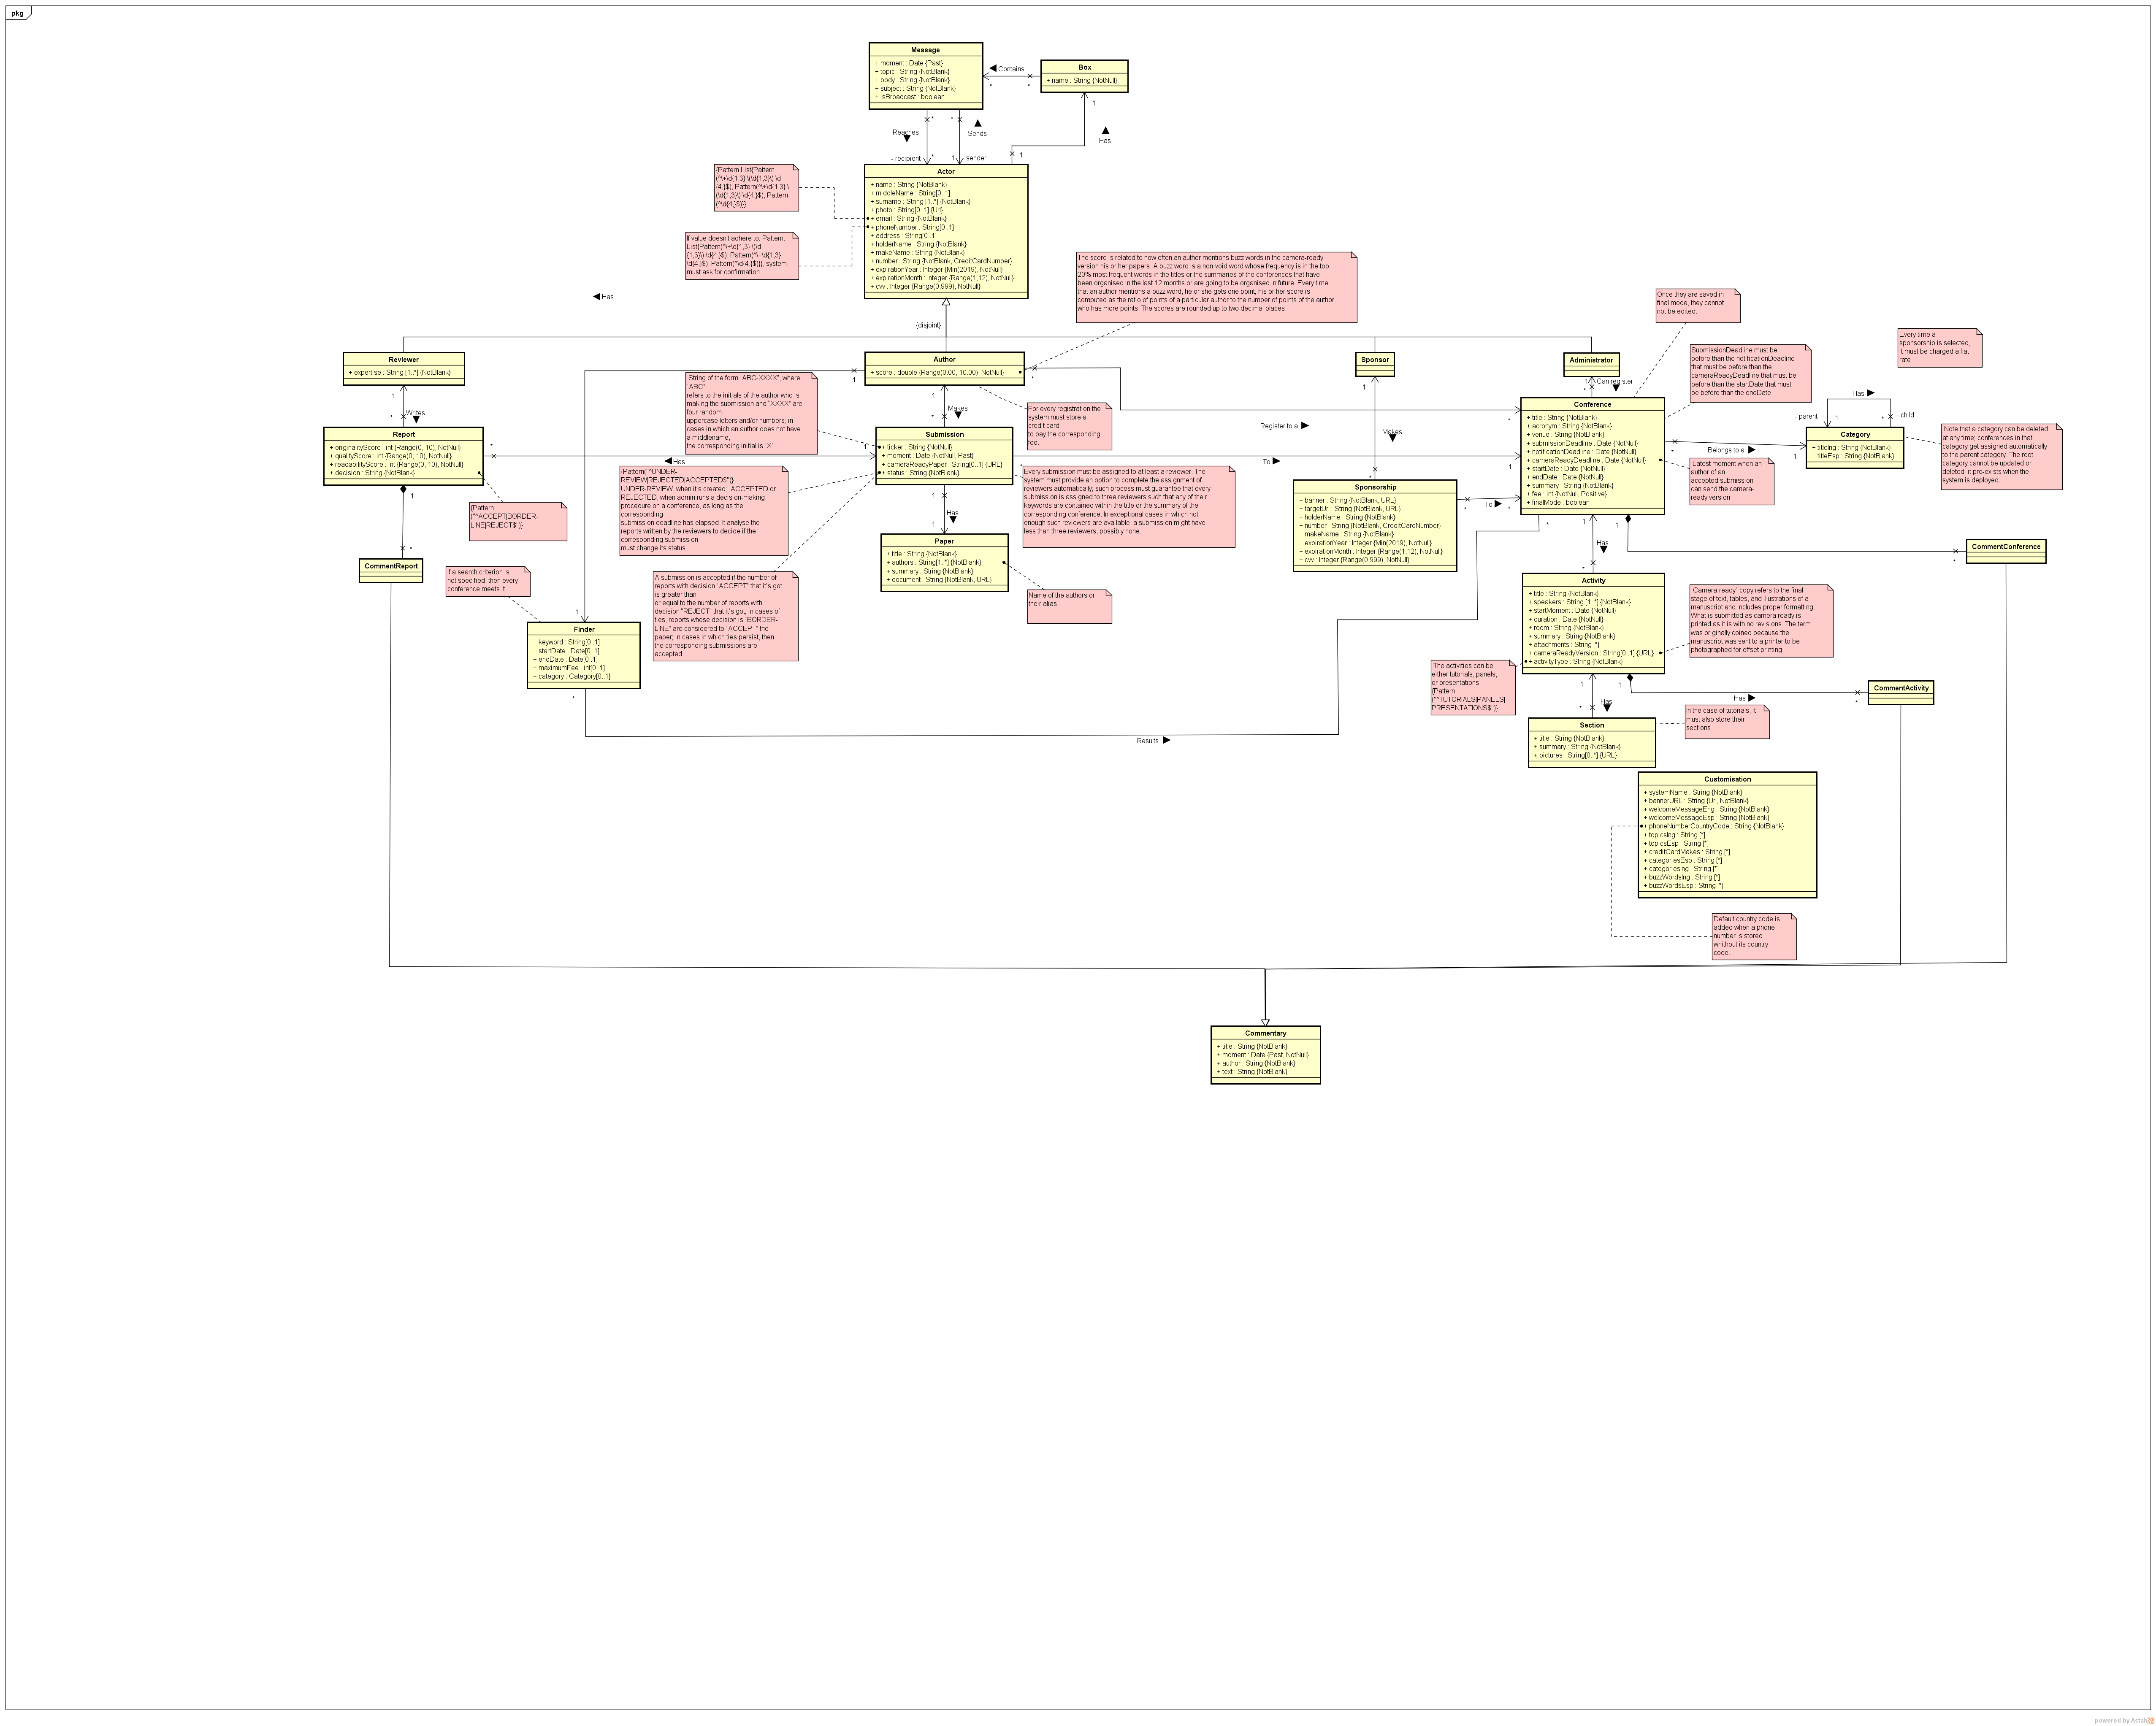 pkg
Message
+ moment : Date {Past}
+ topic : String {NotBlank}
+ body : String {NotBlank}
+ subject : String {NotBlank}
+ isBroadcast : boolean
Contains
*
*
Box
+ name : String {NotNull}
1
Has
1
Reaches
*
*
- recipient
Sends
*
1
- sender
{Pattern.List{Pattern
(^\+\d{1,3} \(\d{1,3}\) \d
{4,}$), Pattern(^\+\d{1,3} \
(\d{1,3}\) \d{4,}$), Pattern
(^\d{4,}$)}}
If value doesn't adhere to: Pattern.
List{Pattern(^\+\d{1,3} \(\d
{1,3}\) \d{4,}$), Pattern(^\+\d{1,3}
\d{4,}$), Pattern(^\d{4,}$)}}, system
must ask for confirmation.
Actor
+ name : String {NotBlank}
+ middleName : String[0..1]
+ surname : String [1..*] {NotBlank}
+ photo : String[0..1] {Url}
+ email : String {NotBlank}
+ phoneNumber : String[0..1]
+ address : String[0..1]
+ holderName : String {NotBlank}
+ makeName : String {NotBlank}
+ number : String {NotBlank, CreditCardNumber}
+ expirationYear : Integer {Min(2019), NotNull}
+ expirationMonth : Integer {Range(1,12), NotNull}
+ cvv : Integer {Range(0,999), NotNull}
{disjoint}
Has
The score is related to how often an author mentions buzz words in the camera-ready
version his or her papers. A buzz word is a non-void word whose frequency is in the top
20% most frequent words in the titles or the summaries of the conferences that have
been organised in the last 12 months or are going to be organised in future. Every time
that an author mentions a buzz word, he or she gets one point; his or her score is
computed as the ratio of points of a particular author to the number of points of the author
who has more points. The scores are rounded up to two decimal places.
Once they are saved in
final mode, they cannot
not be edited.
Every time a
sponsorship is selected,
it must be charged a flat
rate
SubmissionDeadline must be
before than the notificationDeadline
that must be before than the
cameraReadyDeadline that must be
before than the startDate that must
be before than the endDate
Reviewer
+ expertise : String [1..*] {NotBlank}
Author
+ score : double {Range(0.00, 10.00), NotNull}
Sponsor
Administrator
1
Can register
*
1
*
Writes
1
*
Makes
1
*
Register to a
*
1
Makes
*
String of the form "ABC-XXXX", where
"ABC"
refers to the initials of the author who is
making the submission and "XXXX" are
four random
uppercase letters and/or numbers; in
cases in which an author does not have
a middlename,
the corresponding initial is "X"
For every registration the
system must store a
credit card
to pay the corresponding
fee.
Report
+ originalityScore : int {Range(0, 10), NotNull}
+ qualityScore : int {Range(0, 10), NotNull}
+ readabilityScore : int {Range(0, 10), NotNull}
+ decision : String {NotBlank}
*
Has
1
Submission
+ ticker : String {NotNull}
+ moment : Date {NotNull, Past}
+ cameraReadyPaper : String[0..1] {URL}
+ status : String {NotBlank}
*
To
1
Conference
+ title : String {NotBlank}
+ acronym : String {NotBlank}
+ venue : String {NotBlank}
+ submissionDeadline : Date {NotNull}
+ notificationDeadline : Date {NotNull}
+ cameraReadyDeadline : Date {NotNull}
+ startDate : Date {NotNull}
+ endDate : Date {NotNull}
+ summary : String {NotBlank}
+ fee : int {NotNull, Positive}
+ finalMode : boolean
*
Belongs to a
1
Has
- parent
1
- child
*
Category
+ titleIng : String {NotBlank}
+ titleEsp : String {NotBlank}
Note that a category can be deleted
at any time; conferences in that
category get assigned automatically
to the parent category. The root
category cannot be updated or
deleted, it pre-exists when the
system is deployed.
Latest moment when an
author of an
accepted submission
can send the camera-
ready version
{Pattern("^UNDER-
REVIEW|REJECTED|ACCEPTED$")}
UNDER-REVIEW, when it's created;  ACCEPTED or
REJECTED, when admin runs a decision-making
procedure on a conference, as long as the
corresponding
submission deadline has elapsed. It analyse the
reports written by the reviewers to decide if the
corresponding submission
must change its status.
Every submission must be assigned to at least a reviewer. The
system must provide an option to complete the assignment of
reviewers automatically; such process must guarantee that every
submission is assigned to three reviewers such that any of their
keywords are contained within the title or the summary of the
corresponding conference. In exceptional cases in which not
enough such reviewers are available, a submission might have
less than three reviewers, possibly none.
Sponsorship
+ banner : String {NotBlank, URL}
+ targetUrl : String {NotBlank, URL}
+ holderName : String {NotBlank}
+ number : String {NotBlank, CreditCardNumber}
+ makeName : String {NotBlank}
+ expirationYear : Integer {Min(2019), NotNull}
+ expirationMonth : Integer {Range(1,12), NotNull}
+ cvv : Integer {Range(0,999), NotNull}
*
To
*
{Pattern
("^ACCEPT|BORDER-
LINE|REJECT$")}
1
*
1
Has
1
Paper
+ title : String {NotBlank}
+ authors : String[1..*] {NotBlank}
+ summary : String {NotBlank}
+ document : String {NotBlank, URL}
Name of the authors or
their alias
*
1
Has
*
1
*
CommentConference
CommentReport
If a search criterion is
not specified, then every
conference meets it
A submission is accepted if the number of
reports with decision "ACCEPT" that it's got
is greater than
or equal to the number of reports with
decision "REJECT" that it's got; in cases of
ties, reports whose decision is "BORDER-
LINE" are considered to "ACCEPT" the
paper; in cases in which ties persist, then
the corresponding submissions are
accepted.
1
Finder
+ keyword : String[0..1]
+ startDate : Date[0..1]
+ endDate : Date[0..1]
+ maximumFee : int[0..1]
+ category : Category[0..1]
*
Results
Activity
+ title : String {NotBlank}
+ speakers : String [1..*] {NotBlank}
+ startMoment : Date {NotNull}
+ duration : Date {NotNull}
+ room : String {NotBlank}
+ summary : String {NotBlank}
+ attachments : String [*]
+ cameraReadyVersion : String[0..1] {URL}
+ activityType : String {NotBlank}
"Camera-ready" copy refers to the final
stage of text, tables, and illustrations of a
manuscript and includes proper formatting.
What is submitted as camera ready is
printed as it is with no revisions. The term
was originally coined because the
manuscript was sent to a printer to be
photographed for offset printing.
The activities can be
either tutorials, panels,
or presentations.
{Pattern
("^TUTORIALS|PANELS|
PRESENTATIONS$")}
1
Has
*
1
Has
*
CommentActivity
In the case of tutorials, it
must also store their
sections
Section
+ title : String {NotBlank}
+ summary : String {NotBlank}
+ pictures : String[0..*] {URL}
Customisation
+ systemName : String {NotBlank}
+ bannerURL : String {Url, NotBlank}
+ welcomeMessageEng : String {NotBlank}
+ welcomeMessageEsp : String {NotBlank}
+ phoneNumberCountryCode : String {NotBlank}
+ topicsIng : String [*]
+ topicsEsp : String [*]
+ creditCardMakes : String [*]
+ categoriesEsp : String [*]
+ categoriesIng : String [*]
+ buzzWordsIng : String [*]
+ buzzWordsEsp : String [*]
Default country code is
added when a phone
number is stored
whithout its country
code.
Commentary
+ title : String {NotBlank}
+ moment : Date {Past, NotNull}
+ author : String {NotBlank}
+ text : String {NotBlank}
powered by Astah